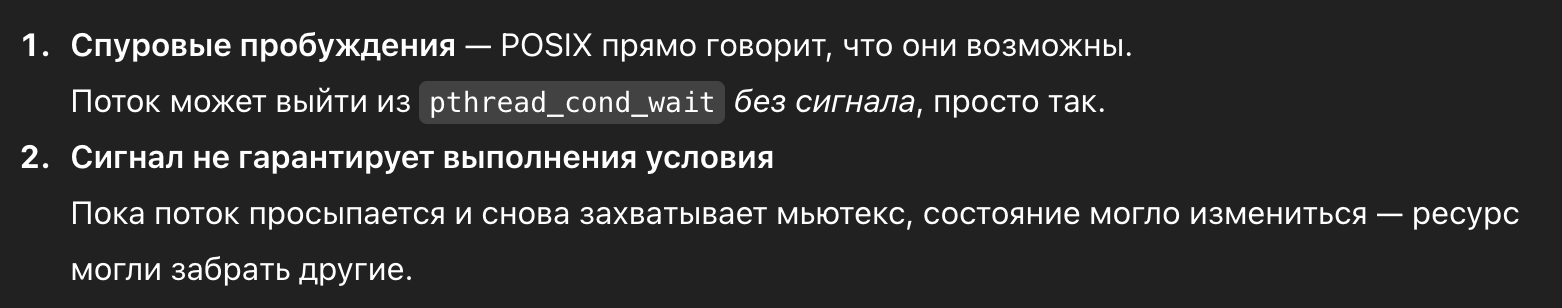 1. Спуровые пробуждения — POSIX прямо говорит, что они возможны.
Поток может выйти из pthread_cond_wait без сигнала, просто так.
2. Сигнал не гарантирует выполнения условия
Пока поток просыпается и снова захватывает мьютекс, состояние могло измениться — ресурс
могли забрать другие.